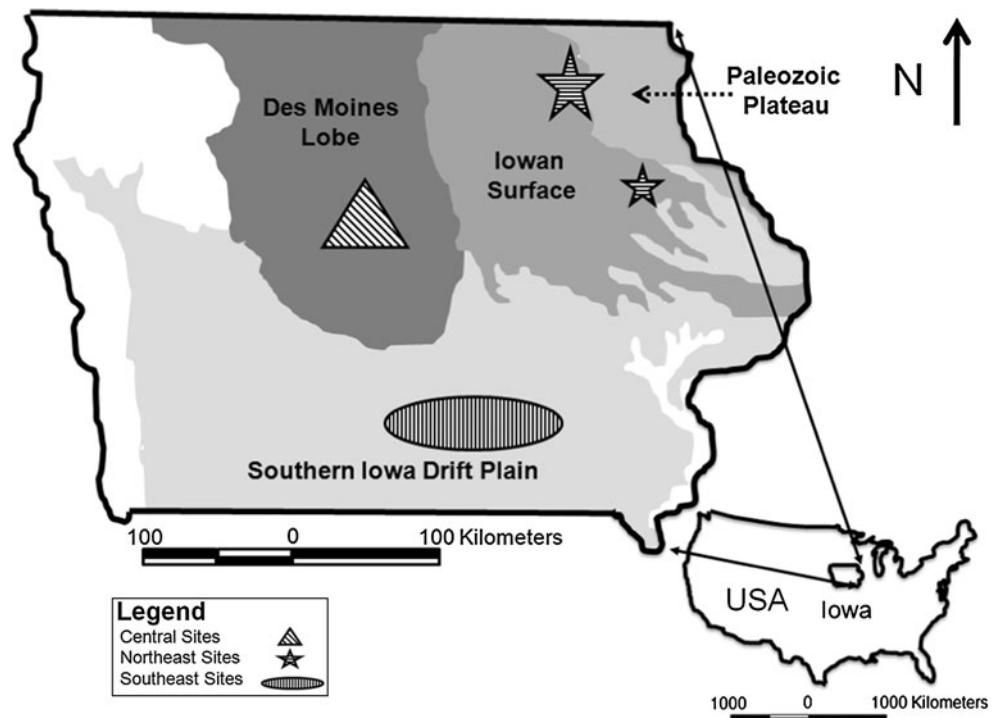 Des Moines
Lobe
Iowan
Surface
Paleozoic
Plateau
N
Southern Iowa Drift Plain
100 0 100 Kilometers
USA
Iowa
Legend
Central Sites
Northeast Sites
Southeast Sites
1000 0 1000 Kilometers